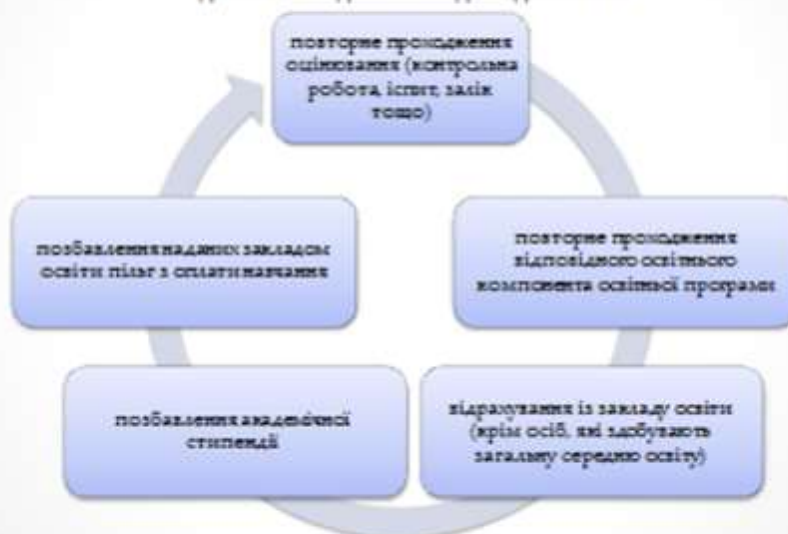 повторне проходження
оцінювання (контрольна
робота, іспит, залік
тощо)
повторне проходження
відповідного освітнього
компонента освітньої програми
відрахування із закладу освіти
(крім осіб, які здобувають
загальну середню освіту)
позбавлення академічної
стипендії
позбавлення наданих закладом
освіти пільг з оплати навчання